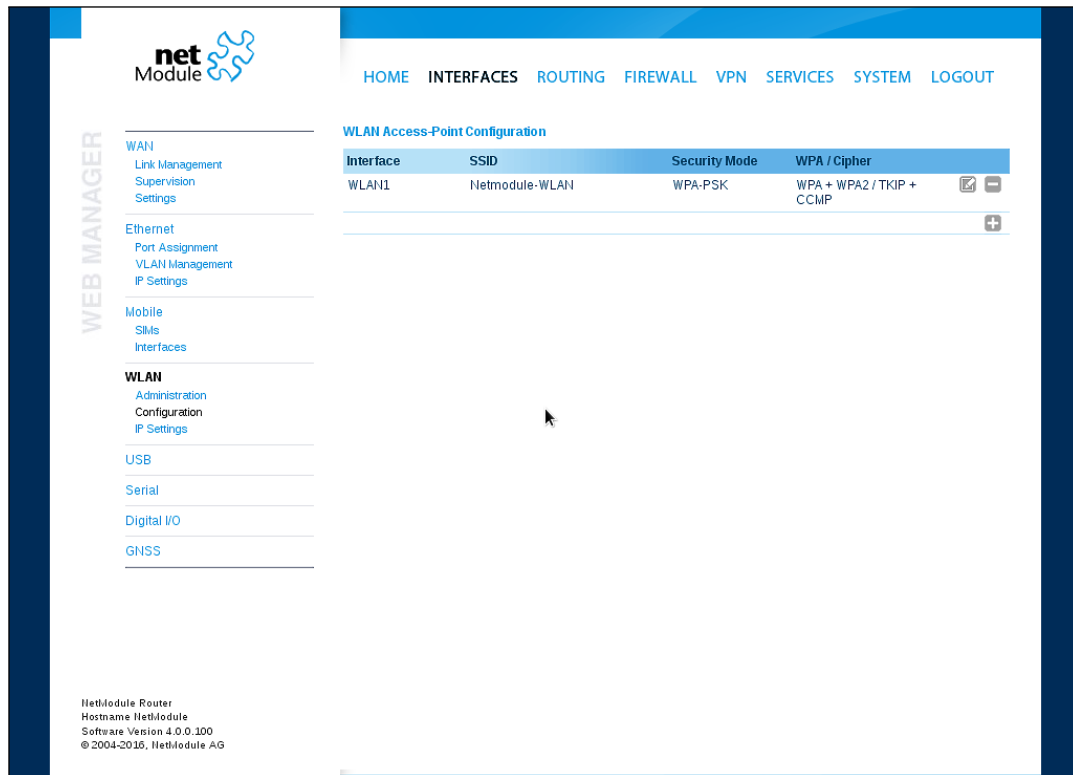 net
Module
HOME INTERFACES ROUTING FIREWALL VPN SERVICES SYSTEM LOGOUT
WEB MANAGER
WAN
Link Management
Supervision
Settings
Ethernet
Port Assignment
VLAN Management
IP Settings
Mobile
SIMs
Interfaces
WLAN
Administration
Configuration
IP Settings
USB
Serial
Digital I/O
GNSS
WLAN Access-Point Configuration
Interface SSID Security Mode WPA / Cipher
WLAN1 Netmodule-WLAN WPA-PSK WPA + WPA2 / TKIP +
CCMP
NetModule Router
Hostname NetModule
Software Version 4.0.0.100
© 2004-2016, NetModule AG